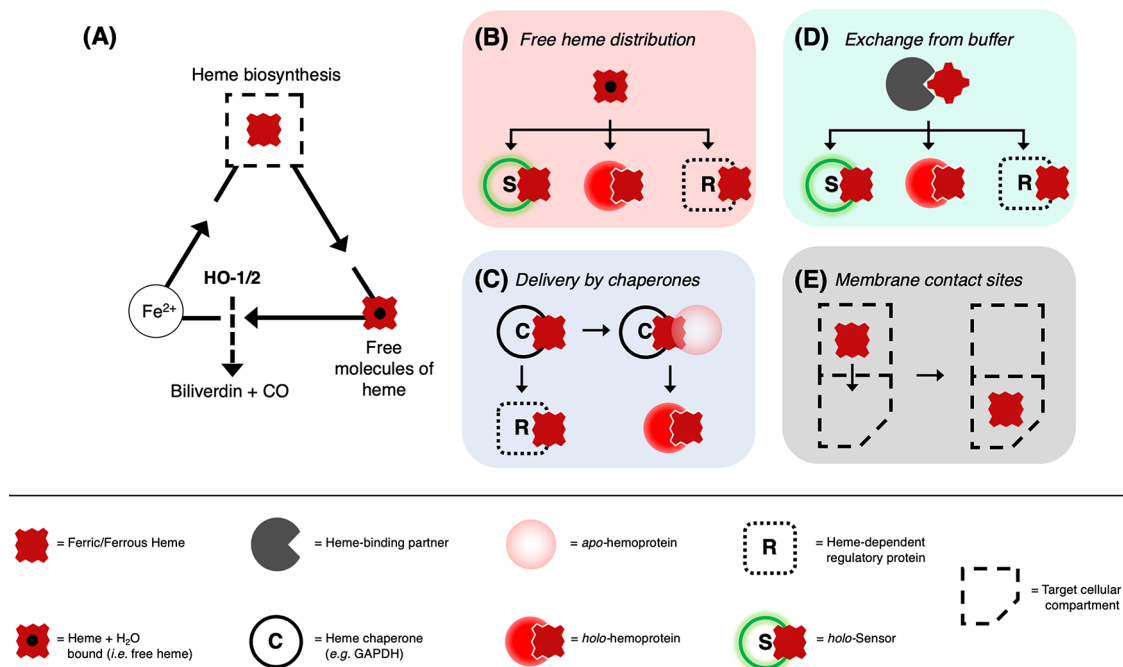 (A)
Heme biosynthesis
HO-1/2
Fe2+
Biliverdin + CO
Free
molecules of
heme
(B) Free heme distribution
S
R
(C) Delivery by chaperones
C
C
R
(D) Exchange from buffer
S
R
(E) Membrane contact sites
= Ferric/Ferrous Heme
= Heme-binding partner
= apo-hemoprotein
R
= Heme-dependent
regulatory protein
= Target cellular
compartment
= Heme + H2O
bound (i.e. free heme)
C
= Heme chaperone
(e.g. GAPDH)
= holo-hemoprotein
S
= holo-Sensor